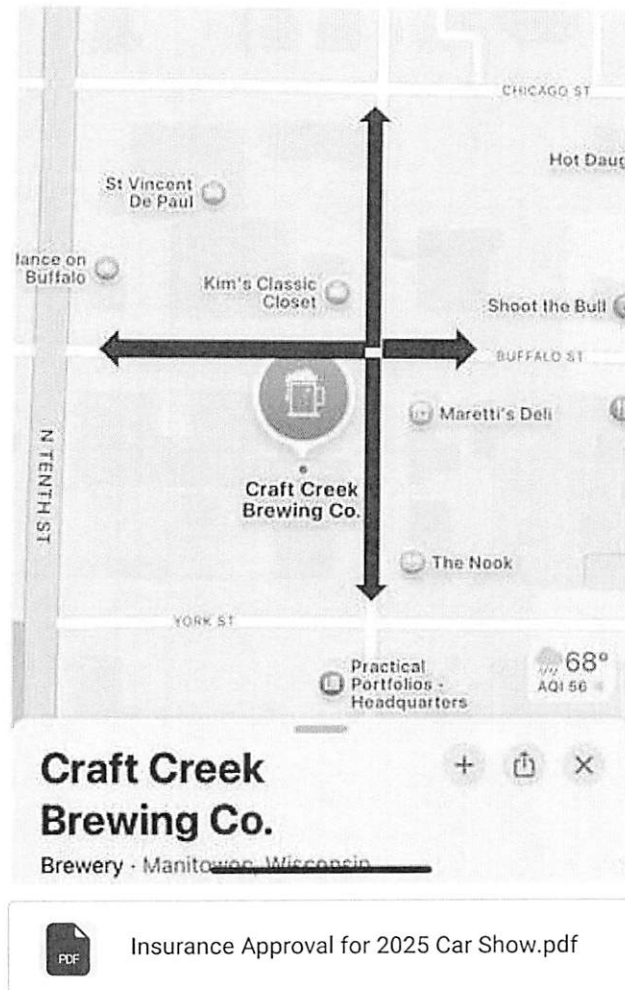 CHICAGO ST
Hot Daug
St Vincent
De Paul
lance on
Buffalo
Kim's Classic
Closet
Shoot the Bull
BUFFALO ST
Maretti's Deli
N TENTH ST
Craft Creek
Brewing Co.
The Nook
YORK ST
68°
AQI 56
Practical
Portfolios -
Headquarters
Craft Creek
Brewing Co.
Brewery · Manitowoc, Wisconsin
PDF
Insurance Approval for 2025 Car Show.pdf